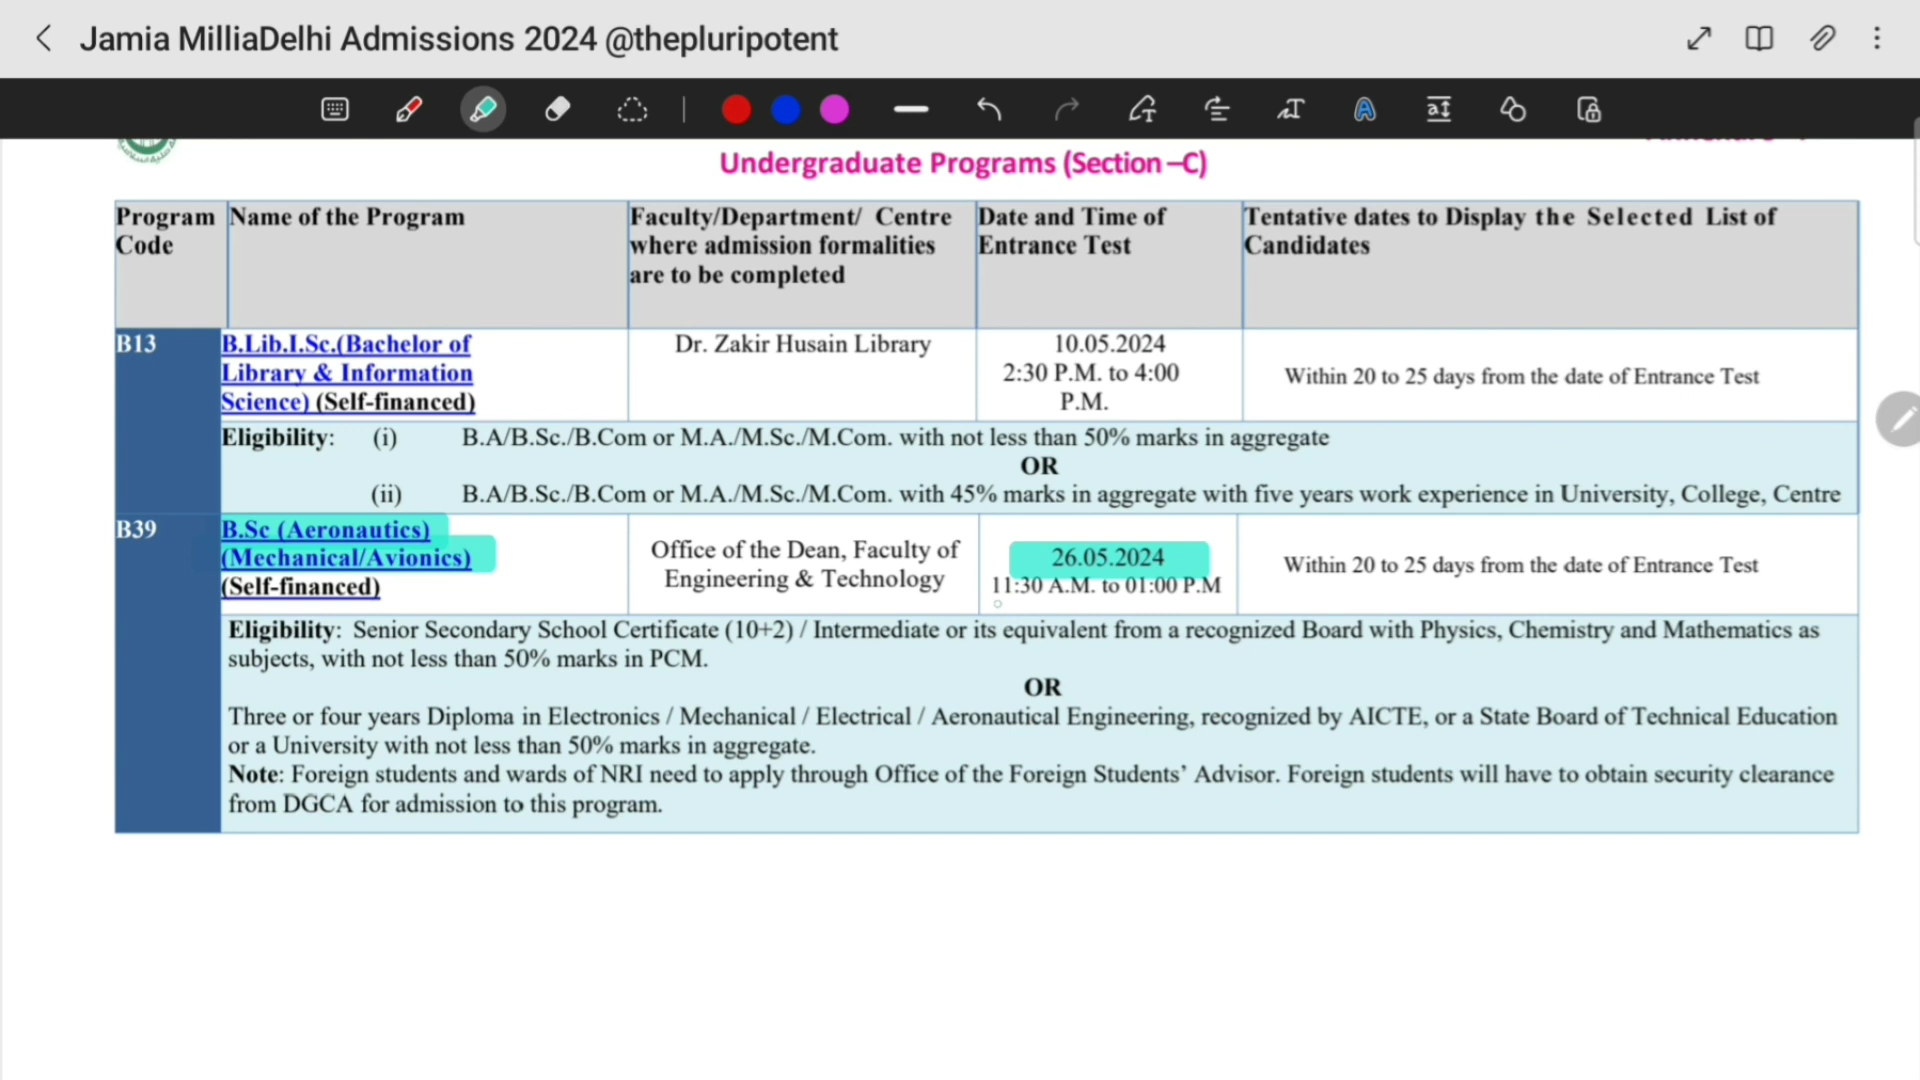 Jamia MilliaDelhi Admissions 2024 @thepluripotent
Undergraduate Programs (Section –C)
Program Code
Name of the Program
Faculty/Department/ Centre
where admission formalities
are to be completed
Date and Time of
Entrance Test
Tentative dates to Display the Selected List of
Candidates
B13
B.Lib.I.Sc.(Bachelor of
Library & Information
Science) (Self-financed)
Dr. Zakir Husain Library
10.05.2024
2:30 P.M. to 4:00
P.M.
Within 20 to 25 days from the date of Entrance Test
Eligibility: (i) B.A/B.Sc./B.Com or M.A./M.Sc./M.Com. with not less than 50% marks in aggregate
OR
(ii) B.A/B.Sc./B.Com or M.A./M.Sc./M.Com. with 45% marks in aggregate with five years work experience in University, College, Centre
B39
B.Sc (Aeronautics)
(Mechanical/Avionics)
(Self-financed)
Office of the Dean, Faculty of
Engineering & Technology
26.05.2024
11:30 A.M. to 01:00 P.M
Within 20 to 25 days from the date of Entrance Test
Eligibility: Senior Secondary School Certificate (10+2) / Intermediate or its equivalent from a recognized Board with Physics, Chemistry and Mathematics as
subjects, with not less than 50% marks in PCM.
OR
Three or four years Diploma in Electronics / Mechanical / Electrical / Aeronautical Engineering, recognized by AICTE, or a State Board of Technical Education
or a University with not less than 50% marks in aggregate.
Note: Foreign students and wards of NRI need to apply through Office of the Foreign Students’ Advisor. Foreign students will have to obtain security clearance
from DGCA for admission to this program.